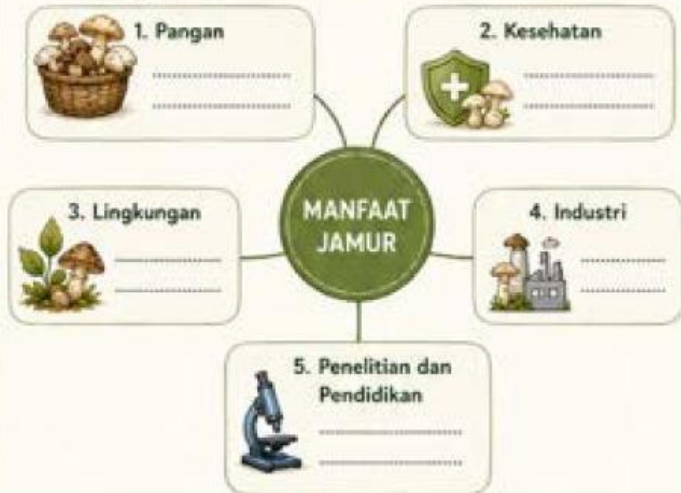 1. Pangan
2. Kesehatan
MANFAAT
JAMUR
3. Lingkungan
4. Industri
5. Penelitian dan
Pendidikan